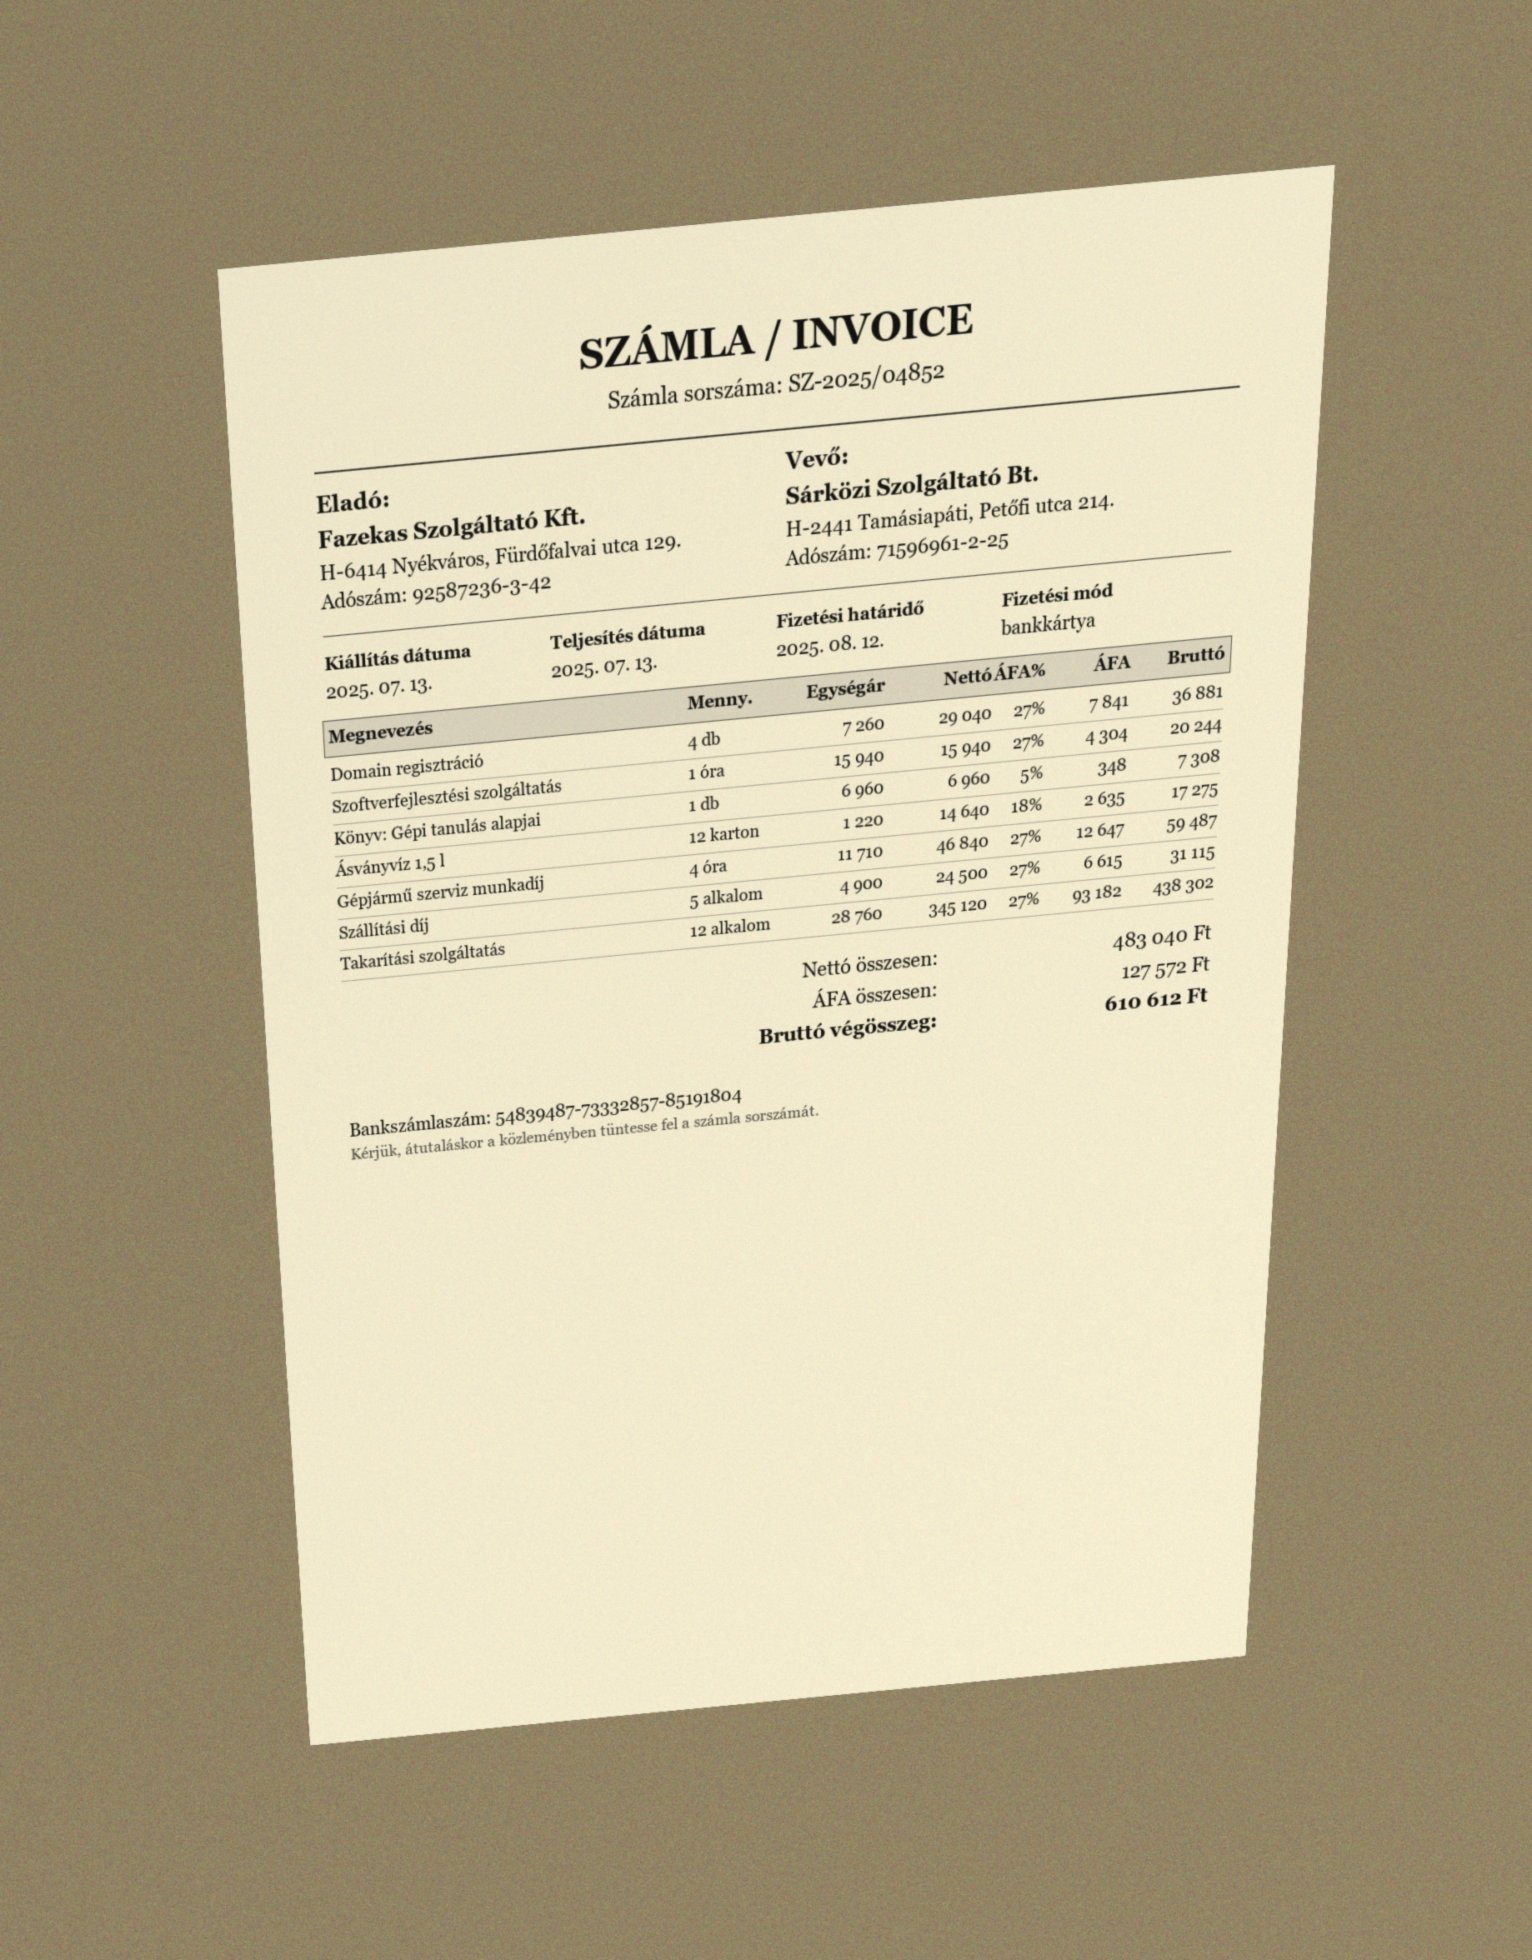 SZÁMLA / INVOICE
Számla sorszáma: SZ-2025/04852
Eladó:
Fazekas Szolgáltató Kft.
H-6414 Nyékváros, Fürdőfalvai utca 129.
Adószám: 92587236-3-42
Vevő:
Sárközi Szolgáltató Bt.
H-2441 Tamásiapáti, Petőfi utca 214.
Adószám: 71596961-2-25
Kiállítás dátuma Teljesítés dátuma Fizetési határidő Fizetési mód
2025. 07. 13. 2025. 07. 13. 2025. 08. 12. bankkártya
Megnevezés Menny. Egységár Nettó ÁFA% ÁFA Bruttó
Domain regisztráció 4 db 7 260 29 040 27% 7 841 36 881
Szoftverfejlesztési szolgáltatás 1 óra 15 940 15 940 27% 4 304 20 244
Könyv: Gépi tanulás alapjai 1 db 6 960 6 960 5% 348 7 308
Ásványvíz 1,5 l 12 karton 1 220 14 640 18% 2 635 17 275
Gépjármű szerviz munkadíj 4 óra 11 710 46 840 27% 12 647 59 487
Szállítási díj 5 alkalom 4 900 24 500 27% 6 615 31 115
Takarítási szolgáltatás 12 alkalom 28 760 345 120 27% 93 182 438 302
Nettó összesen: 483 040 Ft
ÁFA összesen: 127 572 Ft
Bruttó végösszeg: 610 612 Ft
Bankszámlaszám: 54839487-73332857-85191804
Kérjük, átutaláskor a közleményben tüntesse fel a számla sorszámát.